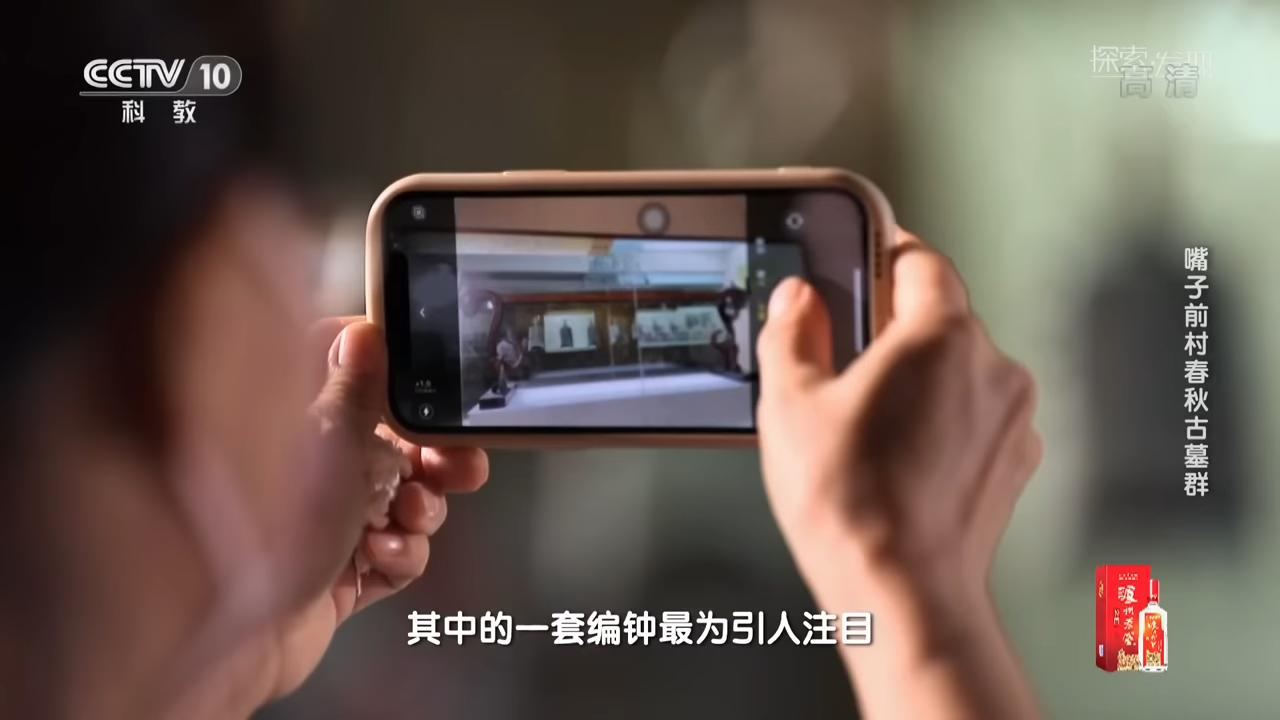 CCTV 10
科教
探索·发现
高清
嘴子前村春秋古墓群
其中的一套编钟最为引人注目